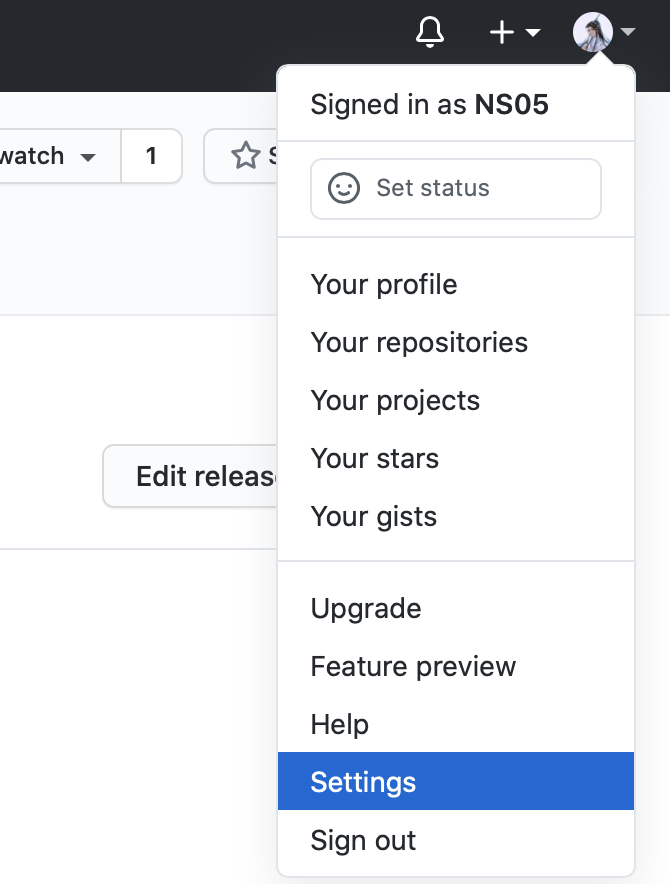 Signed in as NS05
watch 1
Set status
Your profile
Your repositories
Your projects
Your stars
Your gists
Edit releas
Upgrade
Feature preview
Help
Settings
Sign out